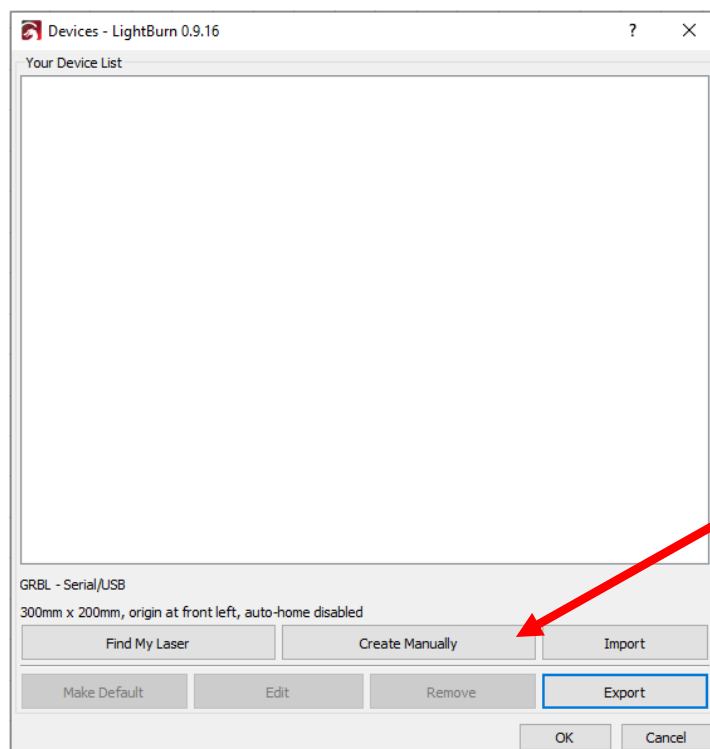 Devices - LightBurn 0.9.16 ?
Your Device List
GRBL - Serial/USB
300mm x 200mm, origin at front left, auto-home disabled
Find My Laser Create Manually Import
Make Default Edit Remove Export
OK Cancel